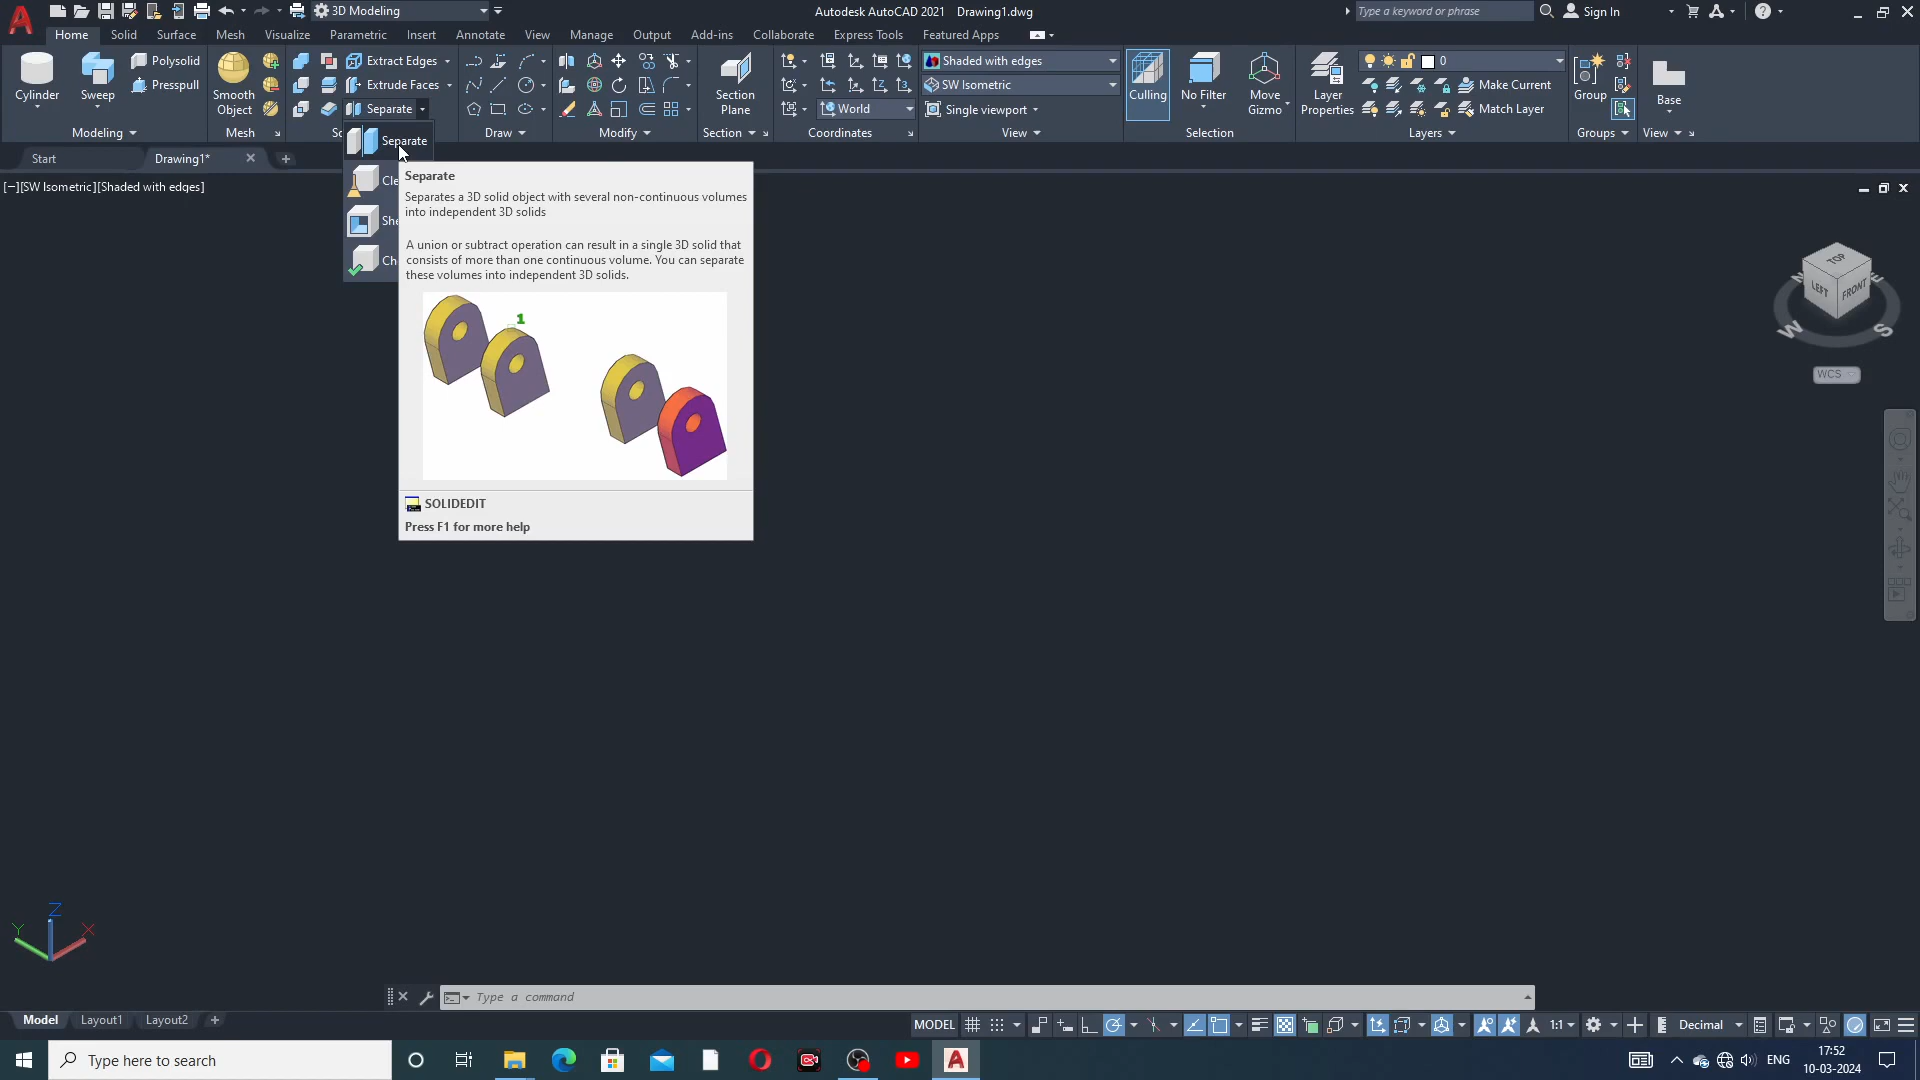 3D Modeling
Autodesk AutoCAD 2021 Drawing1.dwg
Type a keyword or phrase
Sign In
Home Solid Surface Mesh Visualize Parametric Insert Annotate View Manage Output Add-ins Collaborate Express Tools Featured Apps
Cylinder
Sweep
Polysolid
Presspull
Modeling
Smooth
Object
Mesh
Extract Edges
Extrude Faces
Separate
Draw
Modify
Section
Plane
Section
World
Coordinates
Shaded with edges
SW Isometric
Single viewport
View
Culling
No Filter
Move
Gizmo
Selection
Layer
Properties
0
Make Current
Match Layer
Layers
Group
Groups
Base
View
Start
Drawing1*
[−][SW Isometric][Shaded with edges]
Separate
Separate
Separates a 3D solid object with several non-continuous volumes
into independent 3D solids
A union or subtract operation can result in a single 3D solid that
consists of more than one continuous volume. You can separate
these volumes into independent 3D solids.
1
SOLIDEDIT
Press F1 for more help
TOP
LEFT
FRONT
W
S
WCS
Z
Y
X
Type a command
Model Layout1 Layout2
MODEL
1:1
Decimal
Type here to search
ENG
17:52
10-03-2024